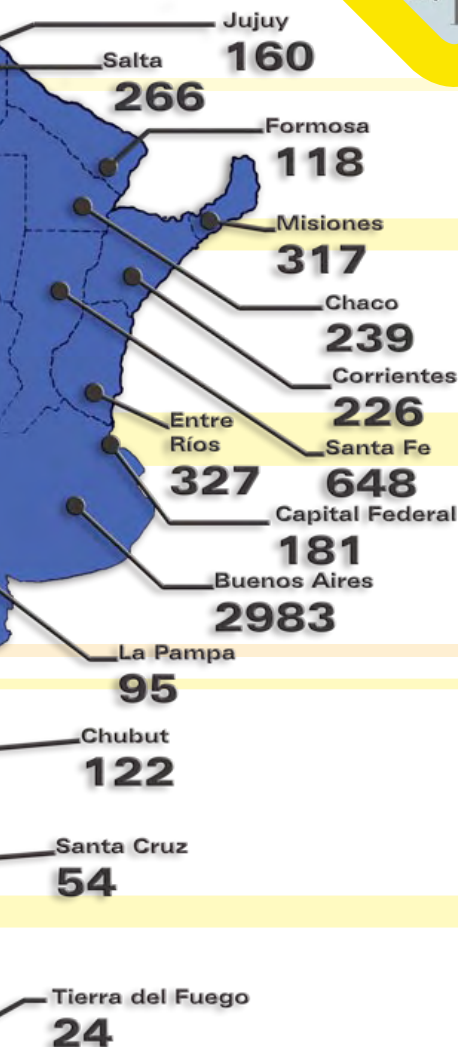 Jujuy
160
Salta
266
Formosa
118
Misiones
317
Chaco
239
Corrientes
226
Entre
Ríos
327
Santa Fe
648
Capital Federal
181
Buenos Aires
2983
La Pampa
95
Chubut
122
Santa Cruz
54
Tierra del Fuego
24